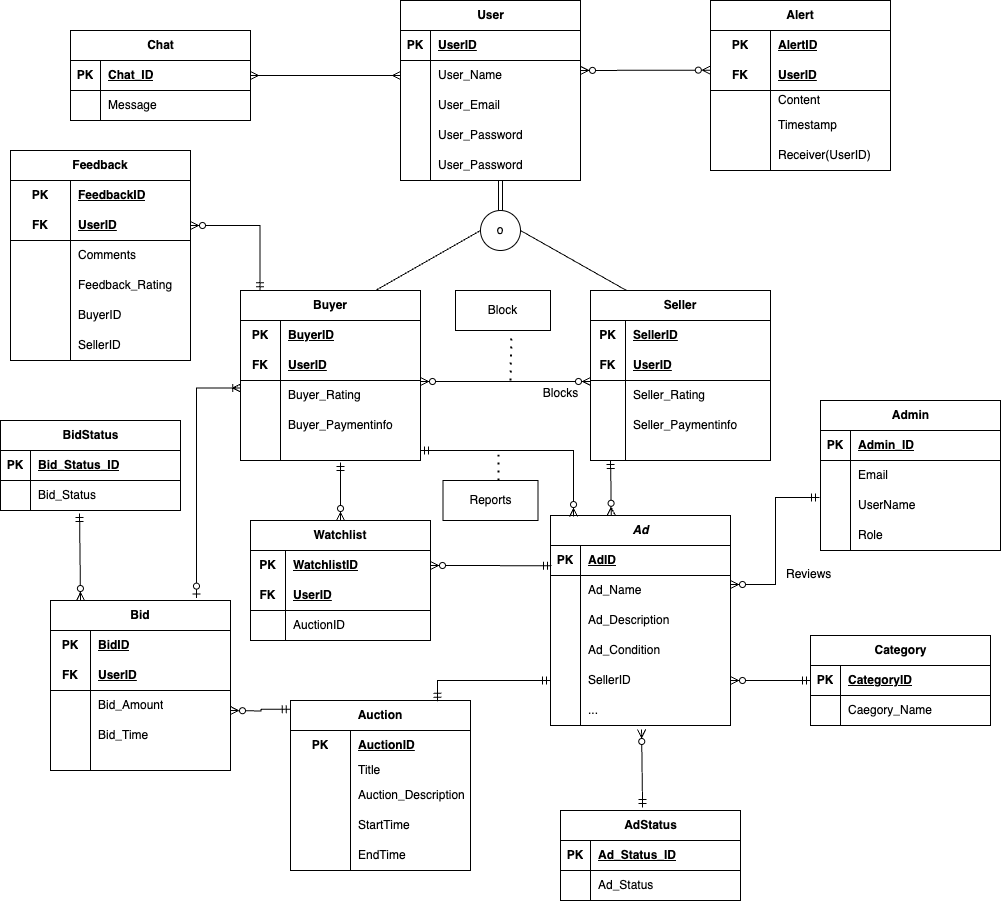 User
PK UserID
User_Name
User_Email
User_Password
User_Password
Alert
PK AlertID
FK UserID
Content
Timestamp
Receiver(UserID)
Chat
PK Chat_ID
Message
Feedback
PK FeedbackID
FK UserID
Comments
Feedback_Rating
BuyerID
SellerID
o
Buyer
PK BuyerID
FK UserID
Buyer_Rating
Buyer_Paymentinfo
Block
Blocks
Seller
PK SellerID
FK UserID
Seller_Rating
Seller_Paymentinfo
Admin
PK Admin_ID
Email
UserName
Role
BidStatus
PK Bid_Status_ID
Bid_Status
Reports
Watchlist
PK WatchlistID
FK UserID
AuctionID
Ad
PK AdID
Ad_Name
Ad_Description
Ad_Condition
SellerID
...
Reviews
Bid
PK BidID
FK UserID
Bid_Amount
Bid_Time
Category
PK CategoryID
Caegory_Name
Auction
PK AuctionID
Title
Auction_Description
StartTime
EndTime
AdStatus
PK Ad_Status_ID
Ad_Status